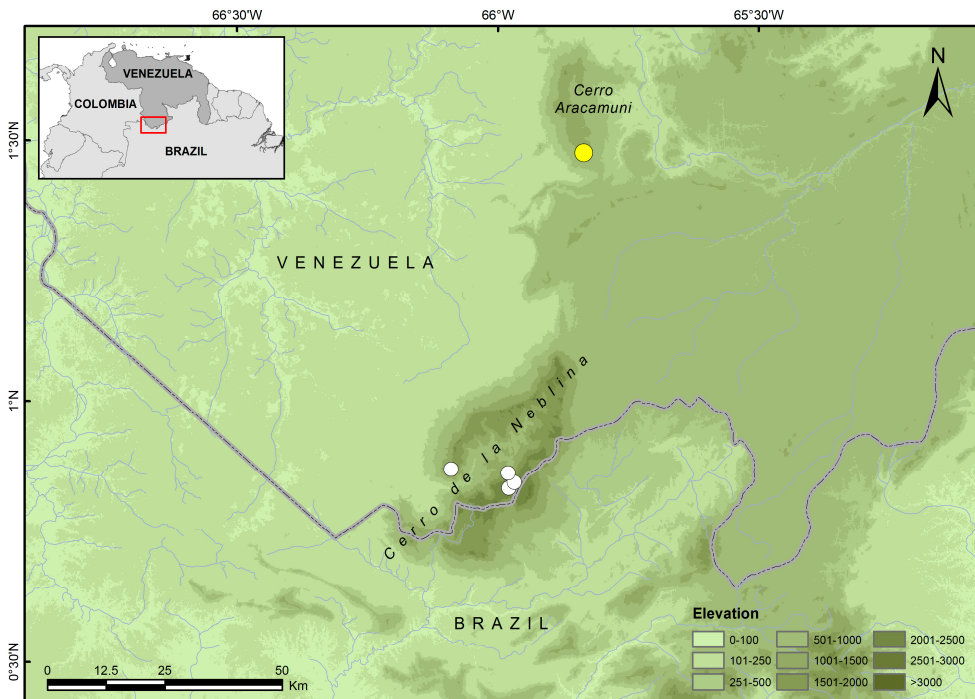 66°30'W 66°W 65°30'W
VENEZUELA
COLOMBIA
BRAZIL
N
Cerro
Aracamuni
1°30'N
VENEZUELA
1°N
Cerro de la Neblina
BRAZIL
0°30'N
Elevation
0-100 501-1000 2001-2500
101-250 1001-1500 2501-3000
251-500 1501-2000 >3000
0 12.5 25 50
Km